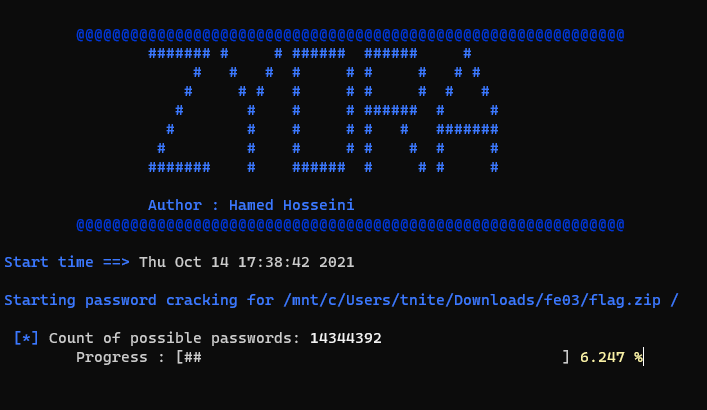 @@@@@@@@@@@@@@@@@@@@@@@@@@@@@@@@@@@@@@@@@@@@@@@@@@@@@@@@@@@@@
ZYDRA
Author : Hamed Hosseini
@@@@@@@@@@@@@@@@@@@@@@@@@@@@@@@@@@@@@@@@@@@@@@@@@@@@@@@@@@@@@
Start time ==> Thu Oct 14 17:38:42 2021
Starting password cracking for /mnt/c/Users/tnite/Downloads/fe03/flag.zip /
[*] Count of possible passwords: 14344392
Progress : [## ] 6.247 %